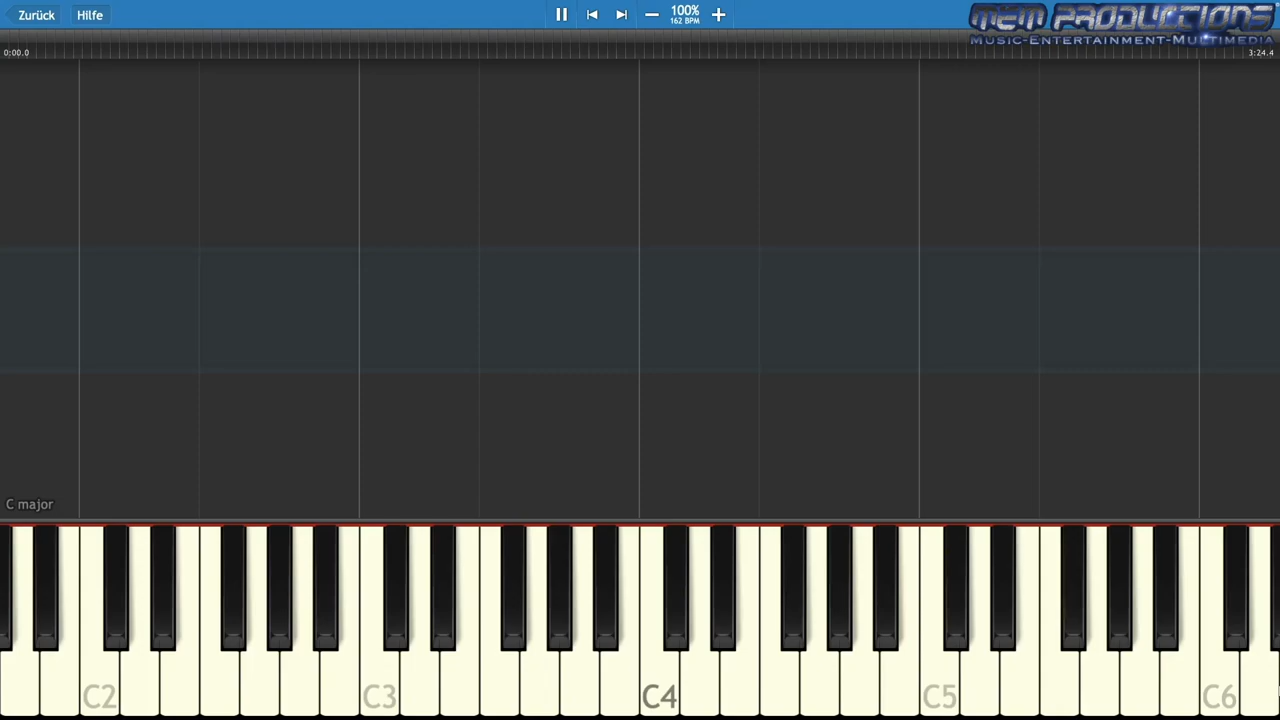 Zurück Hilfe
100%
162 BPM
MEM PRODUCTIONS
MUSIC-ENTERTAINMENT-MULTIMEDIA
0:00.0 3:24.4
C major
C2 C3 C4 C5 C6